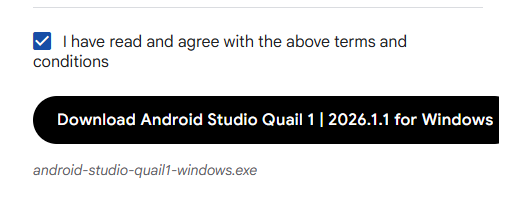 I have read and agree with the above terms and
conditions
Download Android Studio Quail 1 | 2026.1.1 for Windows
android-studio-quail1-windows.exe